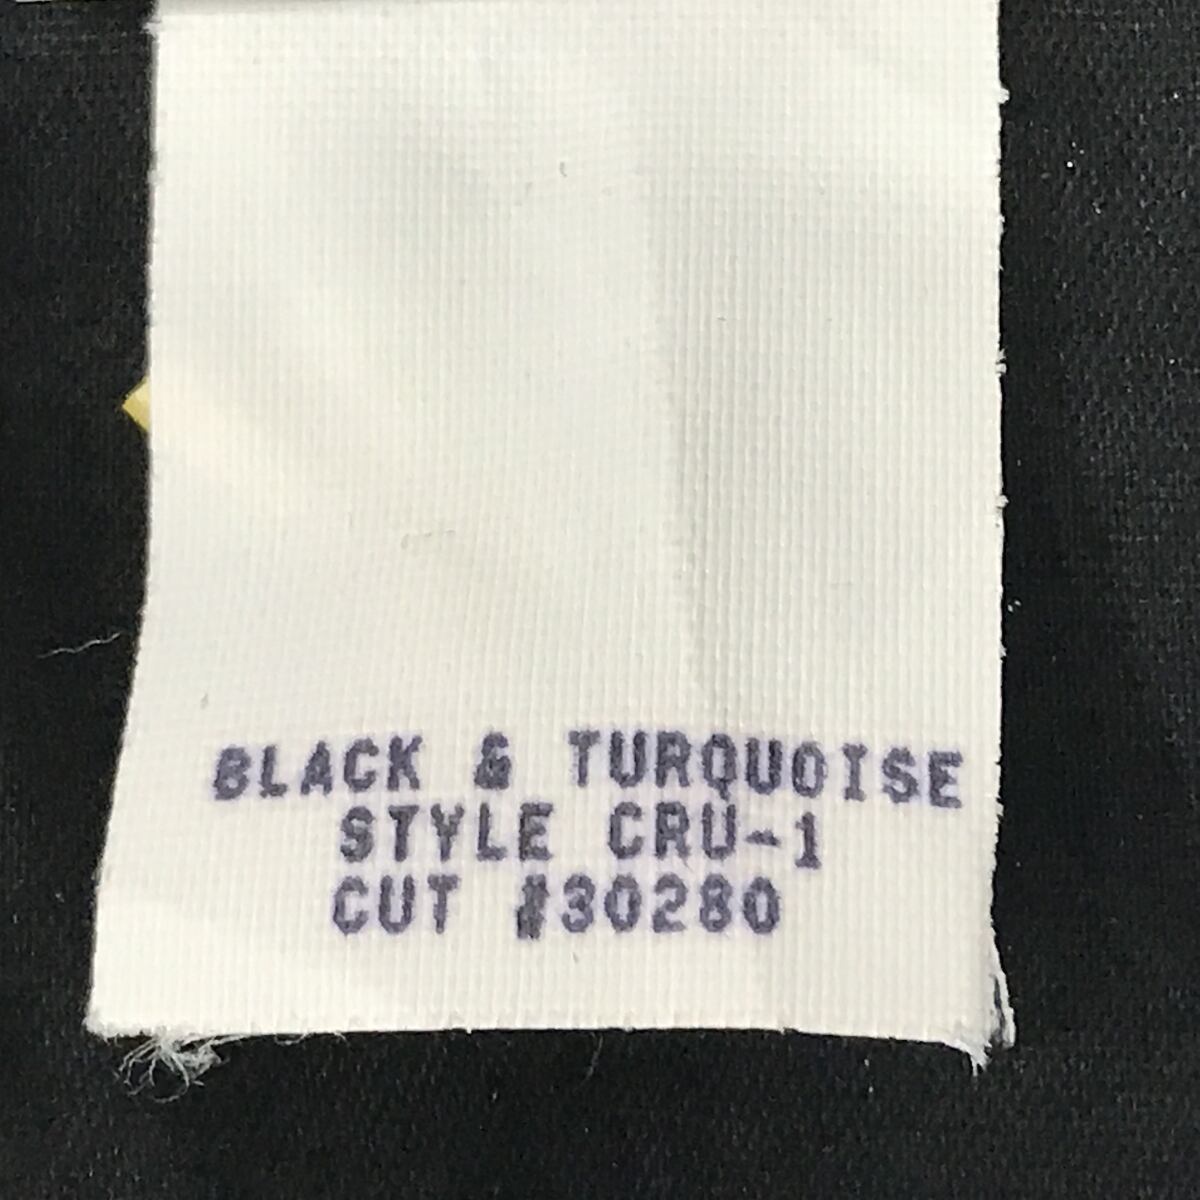 BLACK & TURQUOISE
STYLE CRU-1
CUT #30280